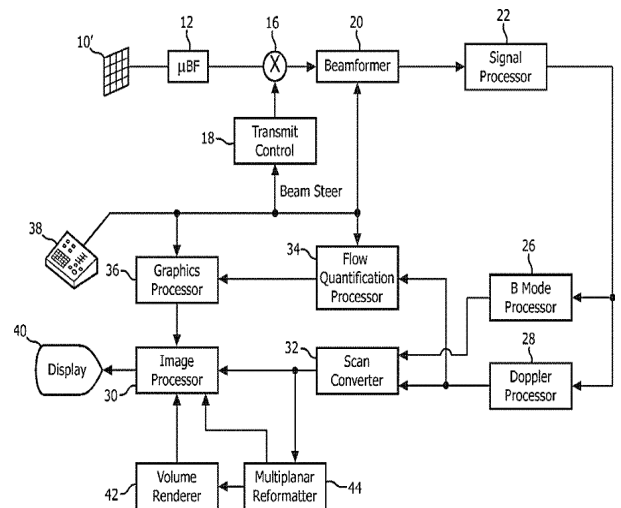 10'
12
μBF
16
X
20
Beamformer
22
Signal
Processor
18
Transmit
Control
Beam Steer
38
36
Graphics
Processor
34
Flow
Quantification
Processor
26
B Mode
Processor
40
Display
Image
Processor
30
32
Scan
Converter
28
Doppler
Processor
42
Volume
Renderer
Multiplanar
Reformatter
44